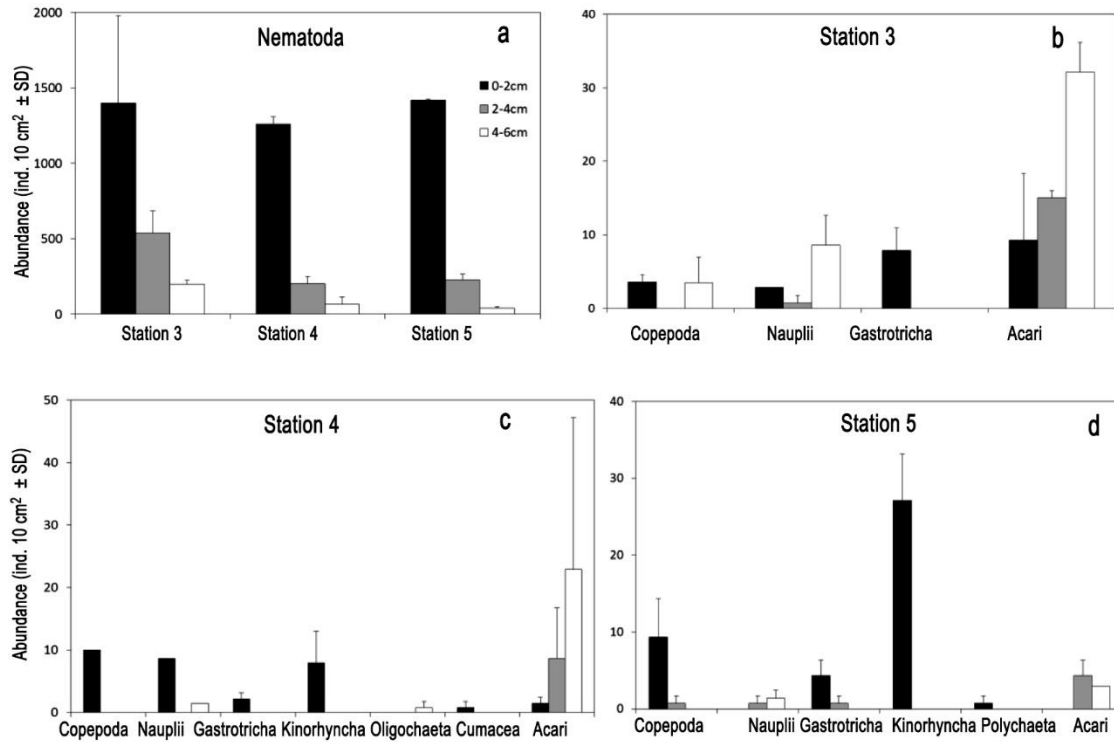 Nematoda
a
Abundance (ind. 10 cm² ± SD)
2000
1500
1000
500
0
0-2cm
2-4cm
4-6cm
Station 3
Station 4
Station 5
Station 3
b
40
30
20
10
0
Copepoda
Nauplii
Gastrotricha
Acari
Station 4
c
Abundance (ind. 10 cm² ± SD)
50
40
30
20
10
0
Copepoda
Nauplii
Gastrotricha
Kinorhyncha
Oligochaeta
Cumacea
Acari
Station 5
d
40
30
20
10
0
Copepoda
Nauplii
Gastrotricha
Kinorhyncha
Polychaeta
Acari